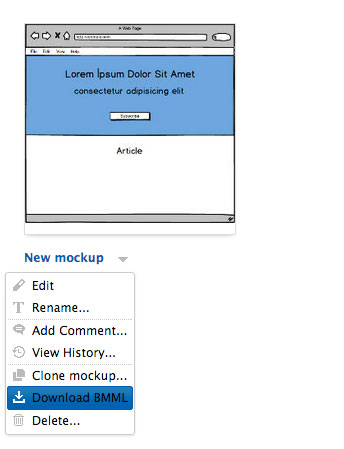 A Web Page
File Edit View Help
Lorem Ipsum Dolor Sit Amet
consectetur adipisicing elit
Subscribe
Article
New mockup
Edit
Rename...
Add Comment...
View History...
Clone mockup...
Download BMML
Delete...